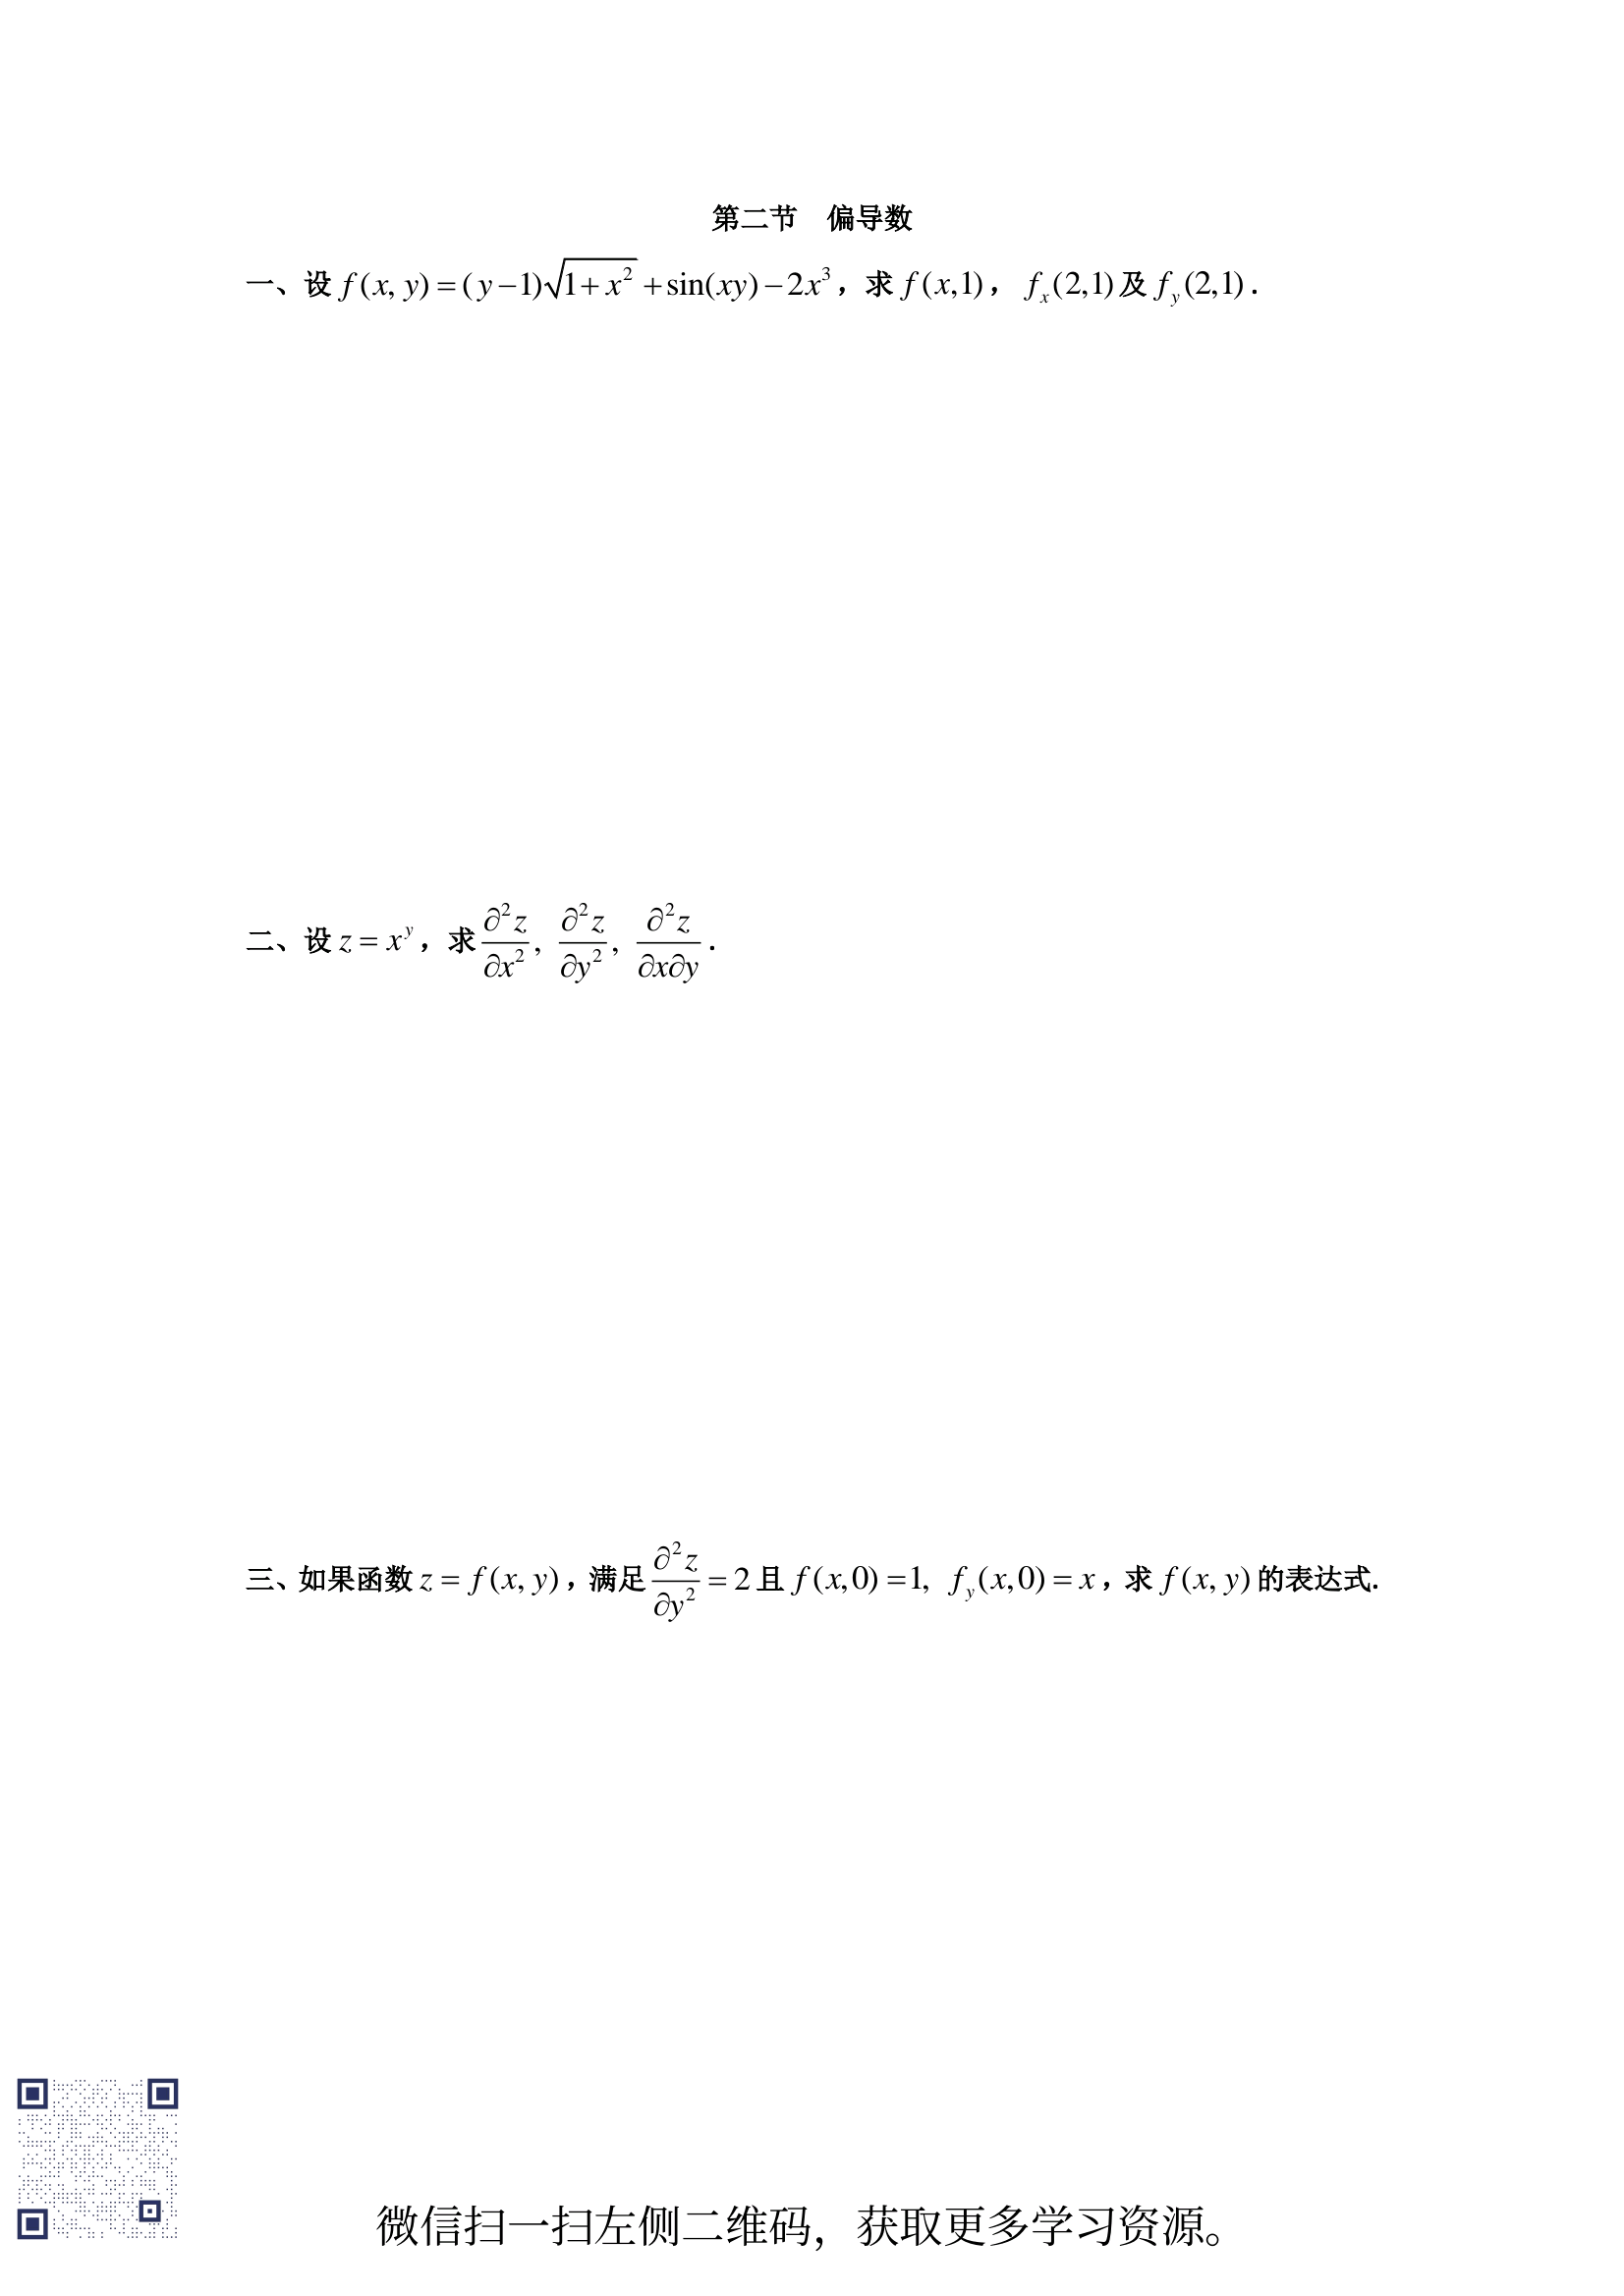 第二节 偏导数
一、设 $f(x, y) = (y-1)\sqrt{1+x^2} + \sin(xy) - 2x^3$，求 $f(x,1)$， $f_x(2,1)$ 及 $f_y(2,1)$．
二、设 $z = x^y$，求 $\frac{\partial^2 z}{\partial x^2}, \frac{\partial^2 z}{\partial y^2}, \frac{\partial^2 z}{\partial x \partial y}$．
三、如果函数 $z = f(x, y)$，满足 $\frac{\partial^2 z}{\partial y^2} = 2$ 且 $f(x,0) = 1, f_y(x,0) = x$，求 $f(x, y)$ 的表达式．
微信扫一扫左侧二维码，获取更多学习资源。